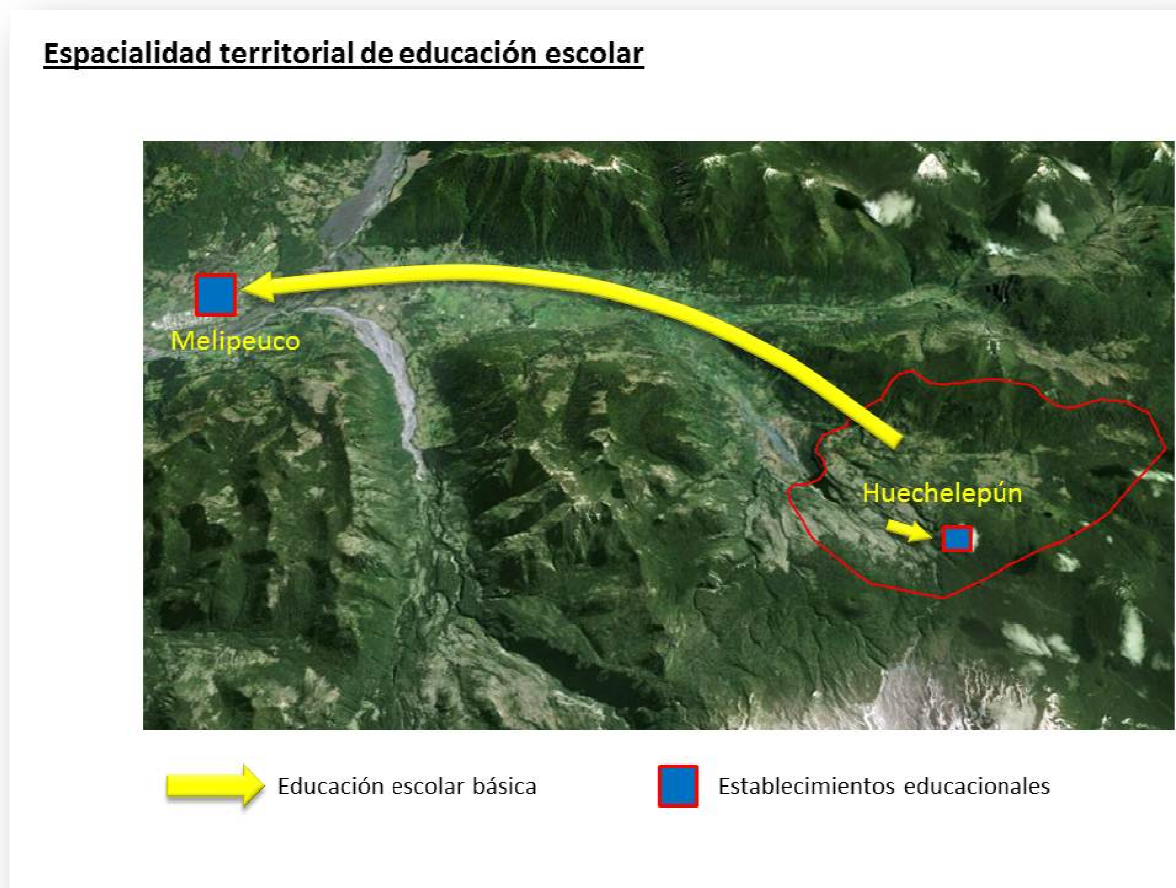 Espacialidad territorial de educación escolar
Melipeuco
Huechelepún
Educación escolar básica
Establecimientos educacionales